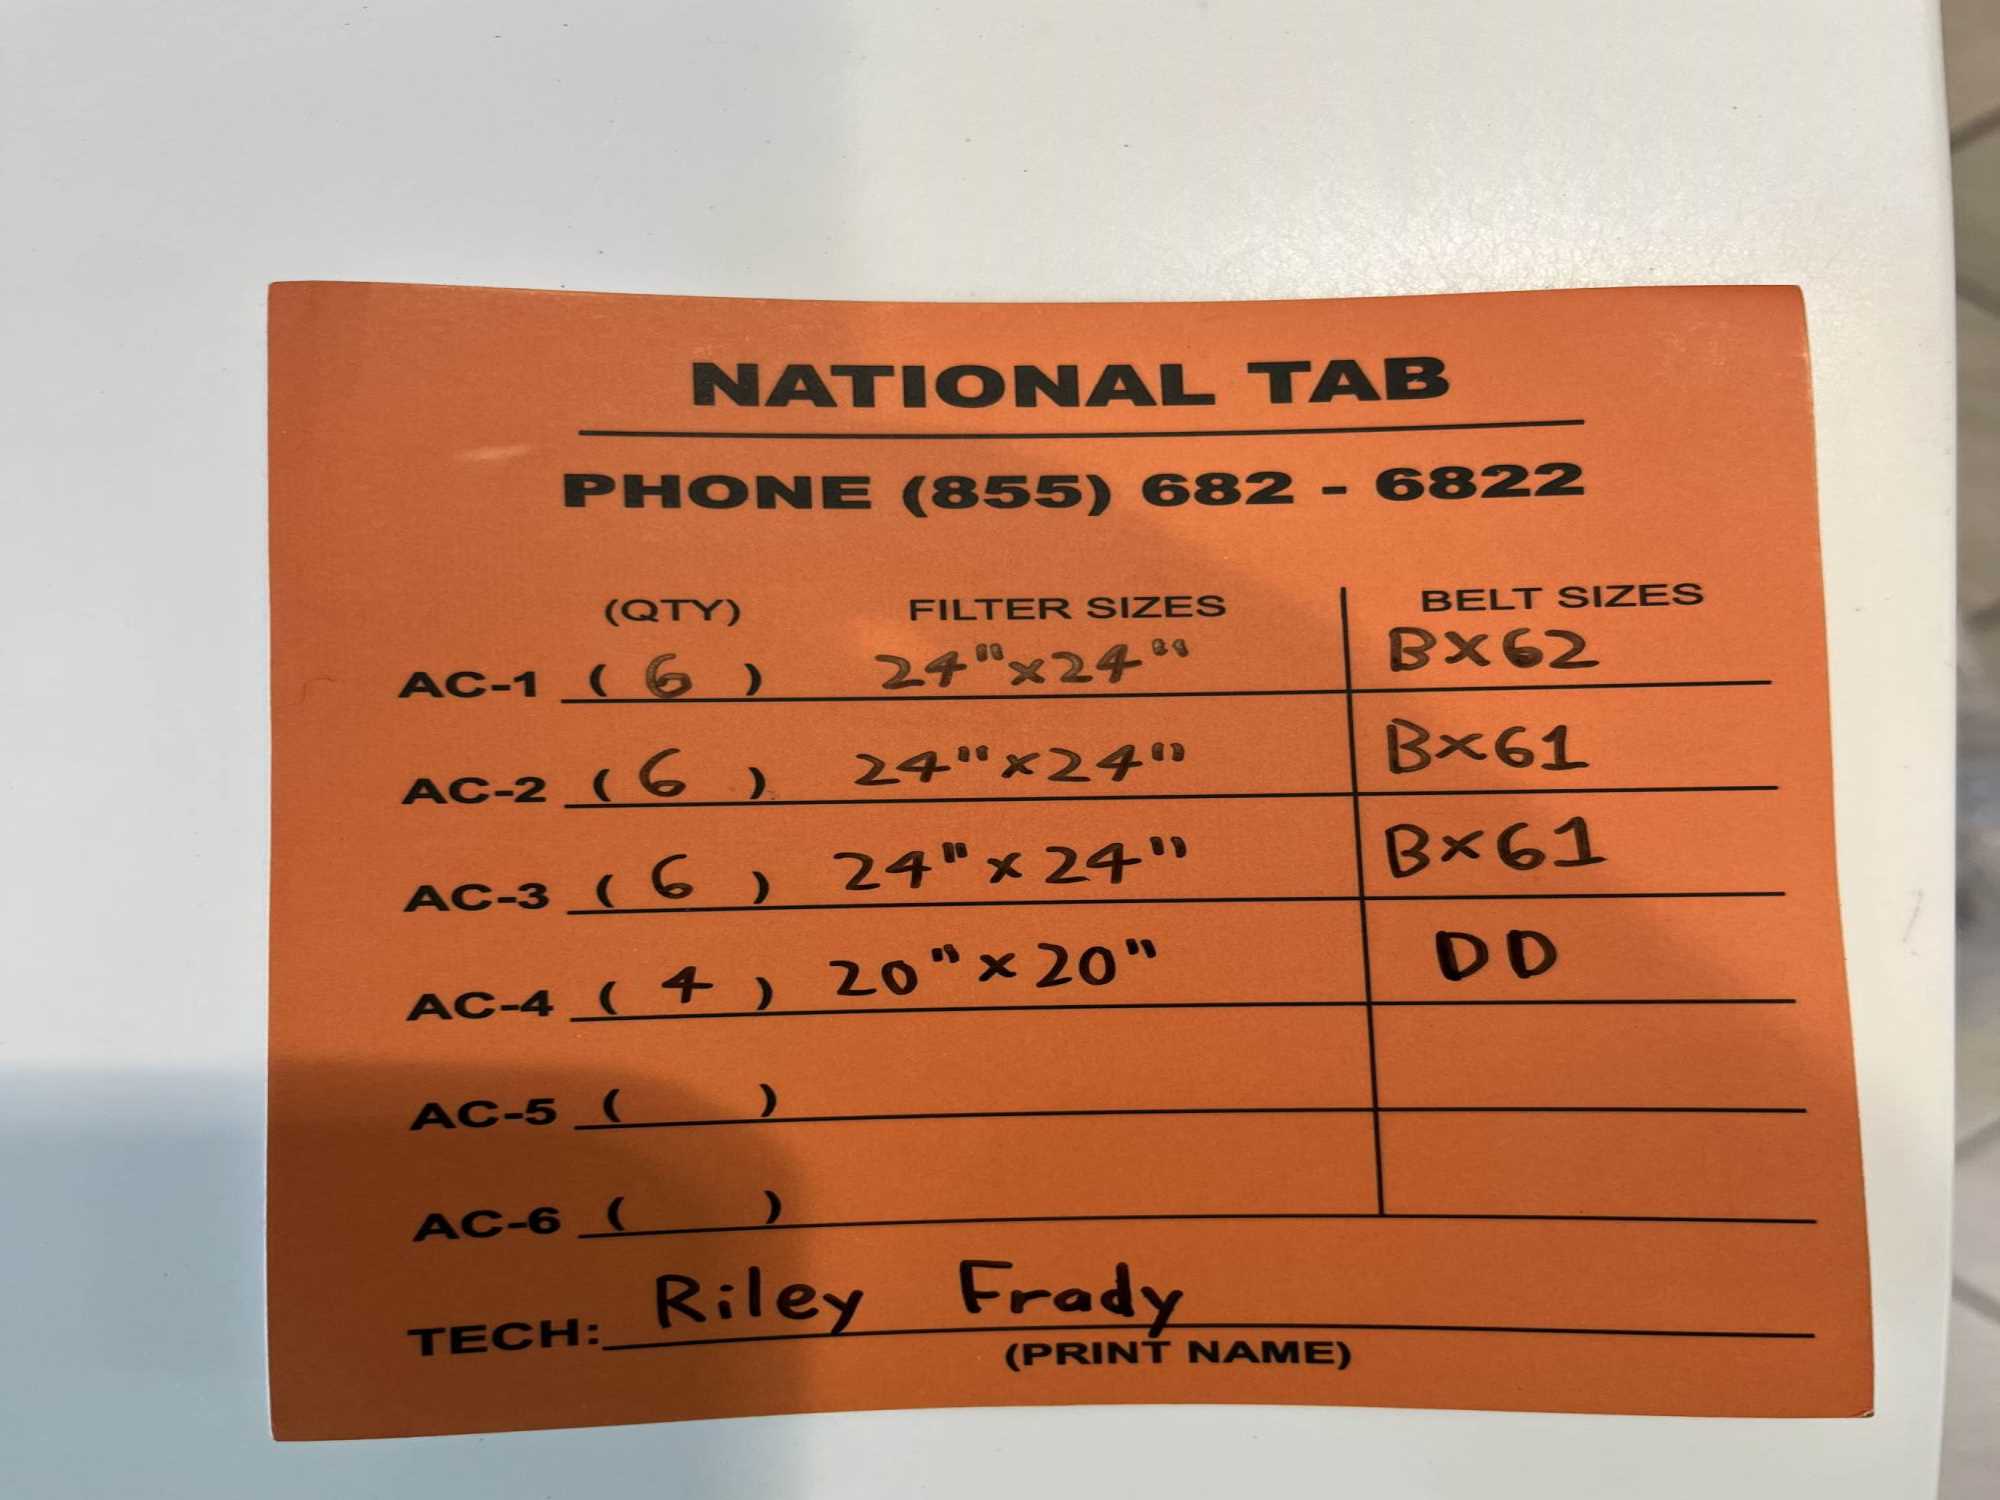 NATIONAL TAB
PHONE (855) 682 - 6822
(QTY) FILTER SIZES BELT SIZES
AC-1 ( 6 ) 24"x24" BX62
AC-2 ( 6 ) 24"x24" BX61
AC-3 ( 6 ) 24"x24" BX61
AC-4 ( 4 ) 20"x20" DD
AC-5 ( )
AC-6 ( )
TECH: Riley Frady
(PRINT NAME)